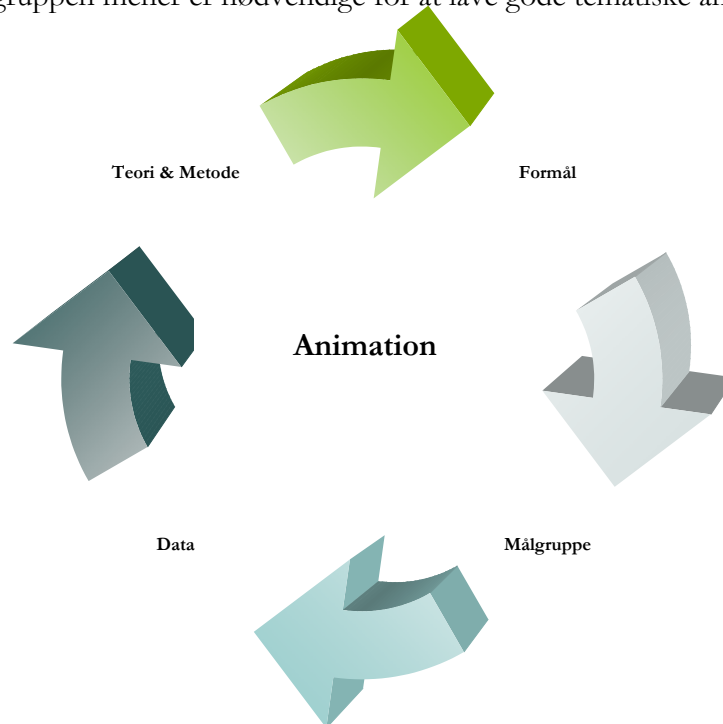 gruppen mener er nødvendige for at lave gode tematiske
Teori & Metode
Formål
Animation
Data
Målgruppe